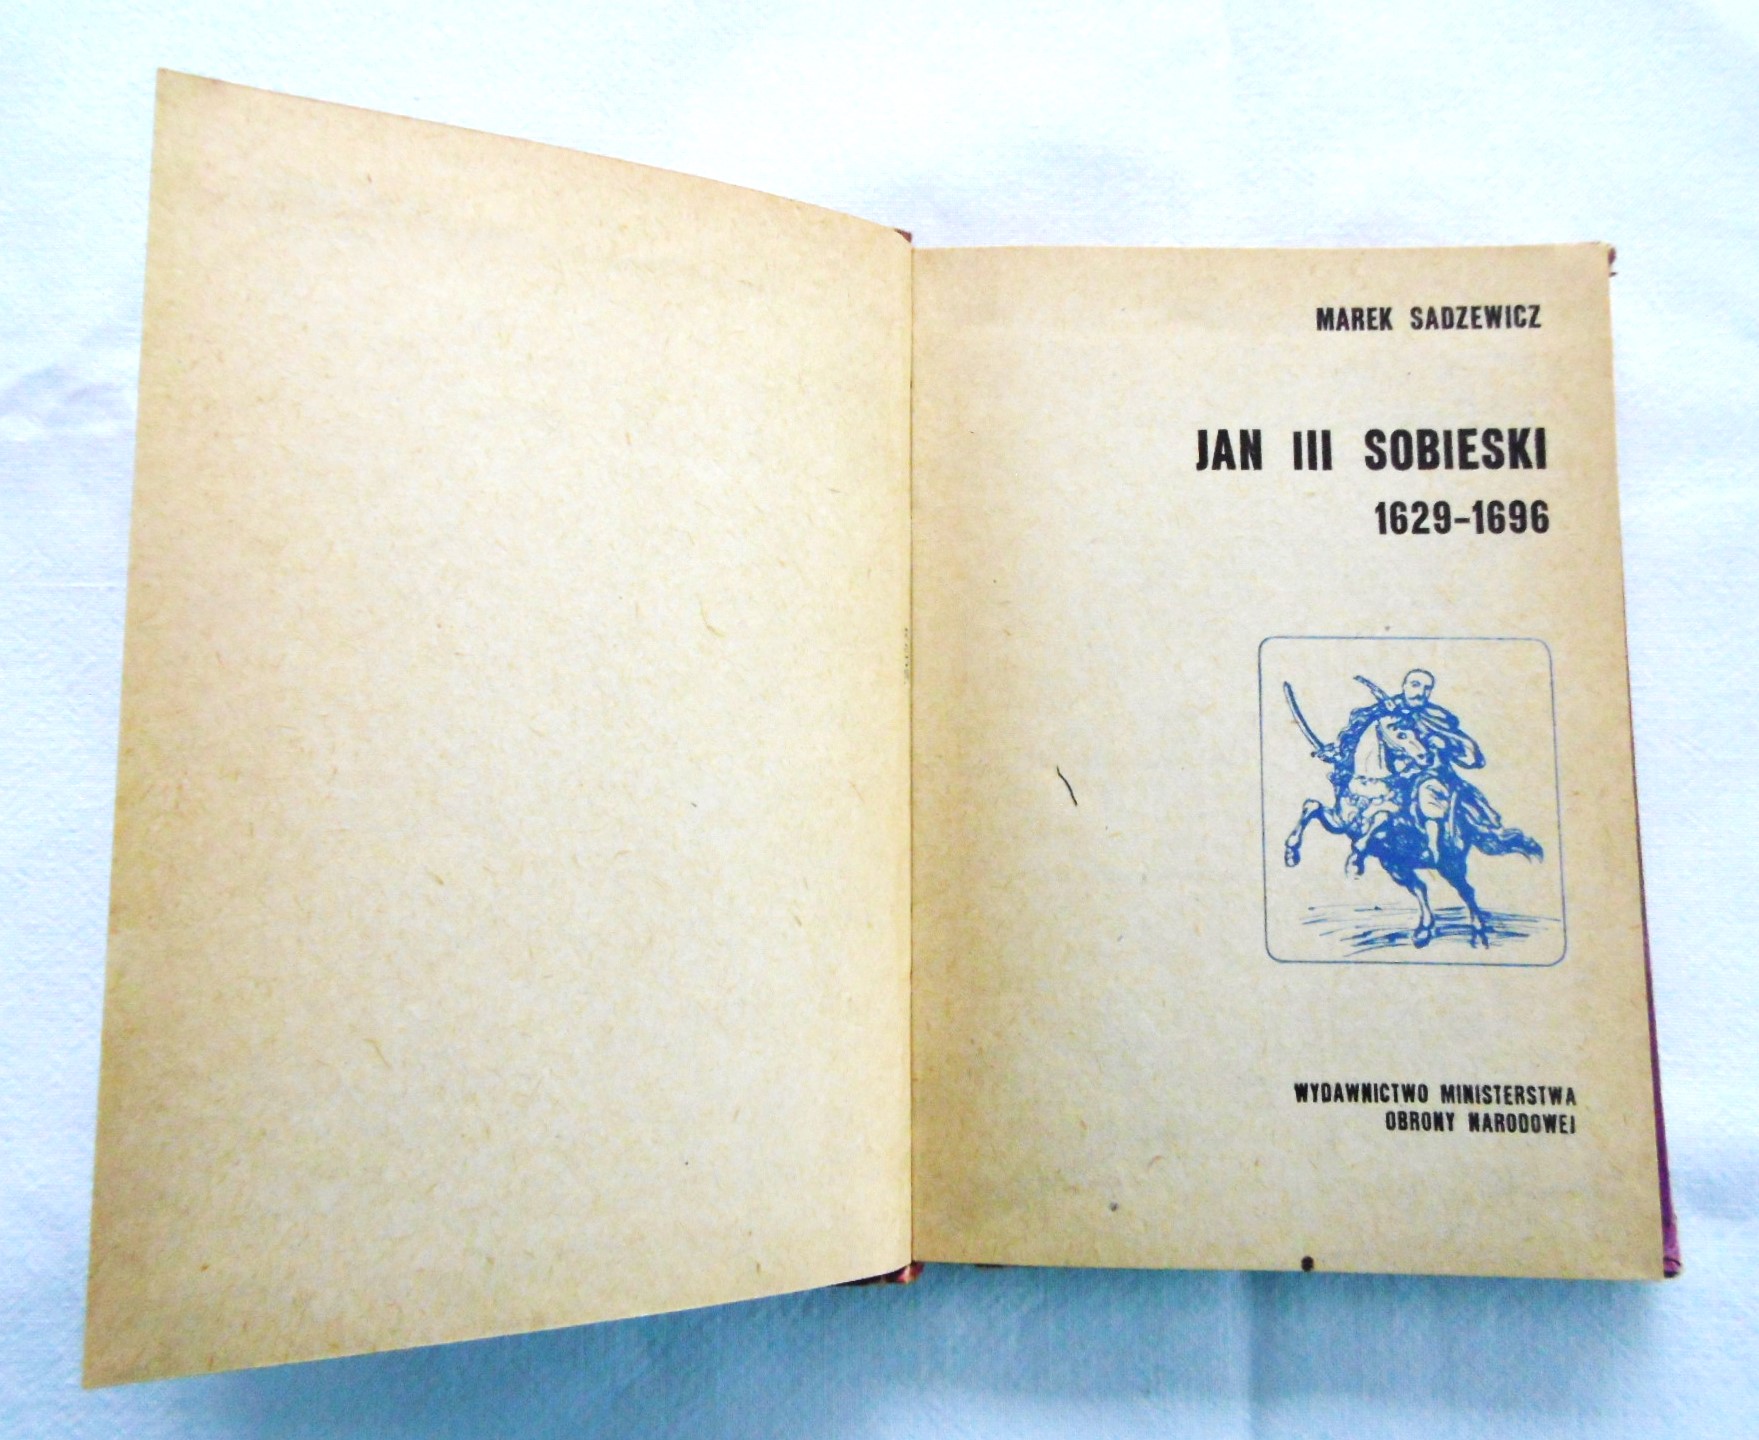 MAREK SADZEWICZ
JAN III SOBIESKI
1629-1696
WYDAWNICTWO MINISTERSTWA
OBRONY NARODOWEJ